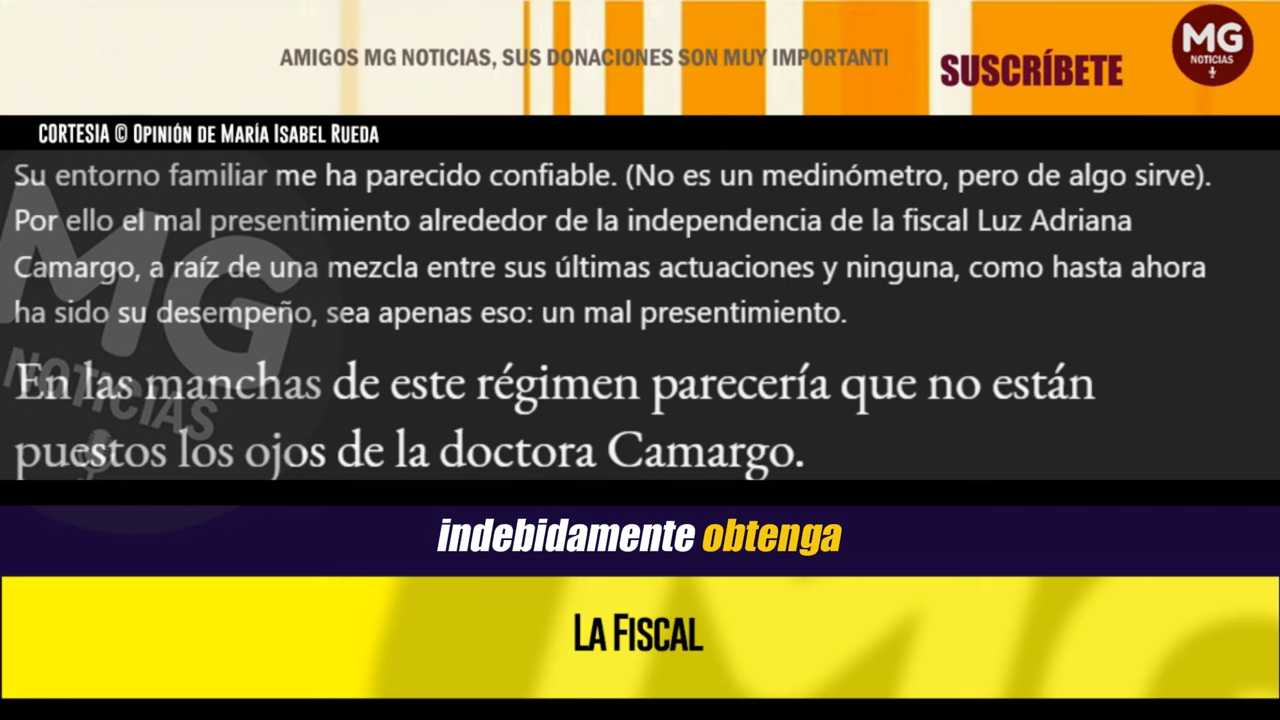 AMIGOS MG NOTICIAS, SUS DONACIONES SON MUY IMPORTANTI
SUSCRÍBETE
MG
NOTICIAS
CORTESIA © OPINIÓN DE MARÍA ISABEL RUEDA
Su entorno familiar me ha parecido confiable. (No es un medinómetro, pero de algo sirve).
Por ello el mal presentimiento alrededor de la independencia de la fiscal Luz Adriana
Camargo, a raíz de una mezcla entre sus últimas actuaciones y ninguna, como hasta ahora
ha sido su desempeño, sea apenas eso: un mal presentimiento.
En las manchas de este régimen parecería que no están
puestos los ojos de la doctora Camargo.
MG
NOTICIAS
indebidamente obtenga
LA FISCAL